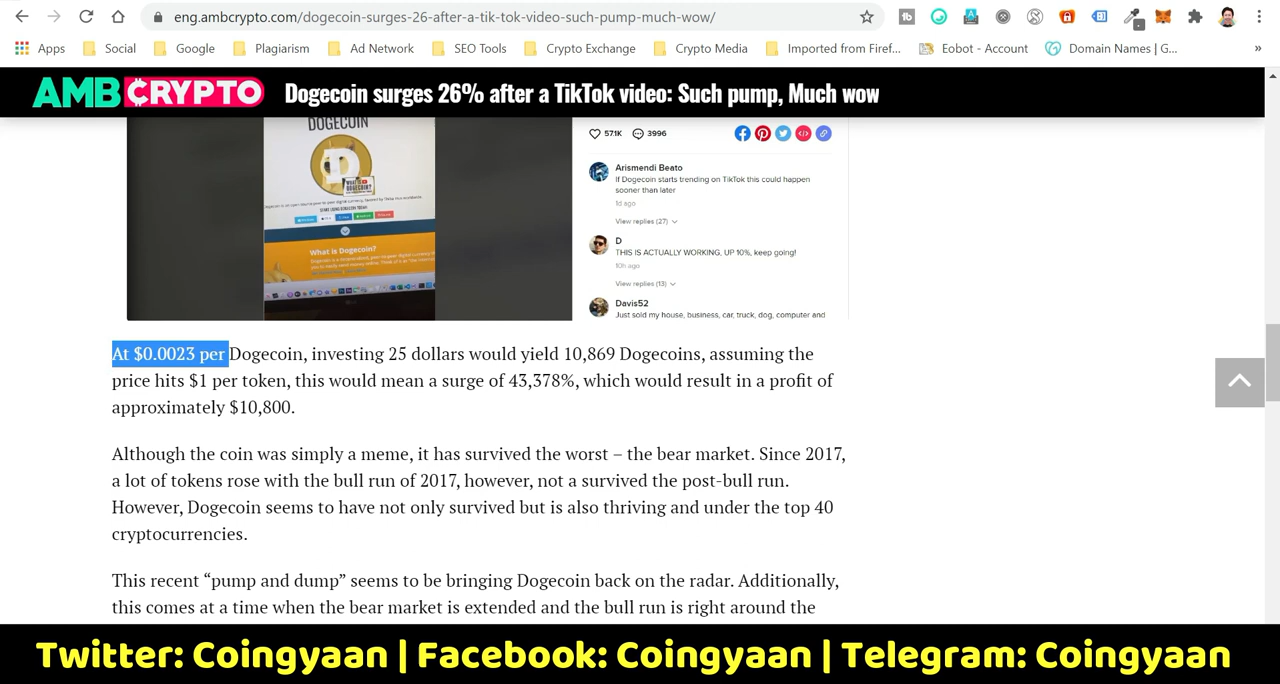 eng.ambcrypto.com/dogecoin-surges-26-after-a-tik-tok-video-such-pump-much-wow/
Apps Social Google Plagiarism Ad Network SEO Tools Crypto Exchange Crypto Media Imported from Firef... Eobot - Account Domain Names | G... »
AMBCRYPTO Dogecoin surges 26% after a TikTok video: Such pump, Much wow
DOGECOIN
What is Dogecoin?
57.1K 3996
Arismendi Beato
If Dogecoin starts trending on TikTok this could happen
sooner than later
1d ago
View replies (27)
D
THIS IS ACTUALLY WORKING, UP 10%, keep going!
10h ago
View replies (13)
Davis52
Just sold my house, business, car, truck, dog, computer and
At $0.0023 per Dogecoin, investing 25 dollars would yield 10,869 Dogecoins, assuming the
price hits $1 per token, this would mean a surge of 43,378%, which would result in a profit of
approximately $10,800.
Although the coin was simply a meme, it has survived the worst – the bear market. Since 2017,
a lot of tokens rose with the bull run of 2017, however, not a survived the post-bull run.
However, Dogecoin seems to have not only survived but is also thriving and under the top 40
cryptocurrencies.
This recent “pump and dump” seems to be bringing Dogecoin back on the radar. Additionally,
this comes at a time when the bear market is extended and the bull run is right around the
Twitter: Coingyaan | Facebook: Coingyaan | Telegram: Coingyaan